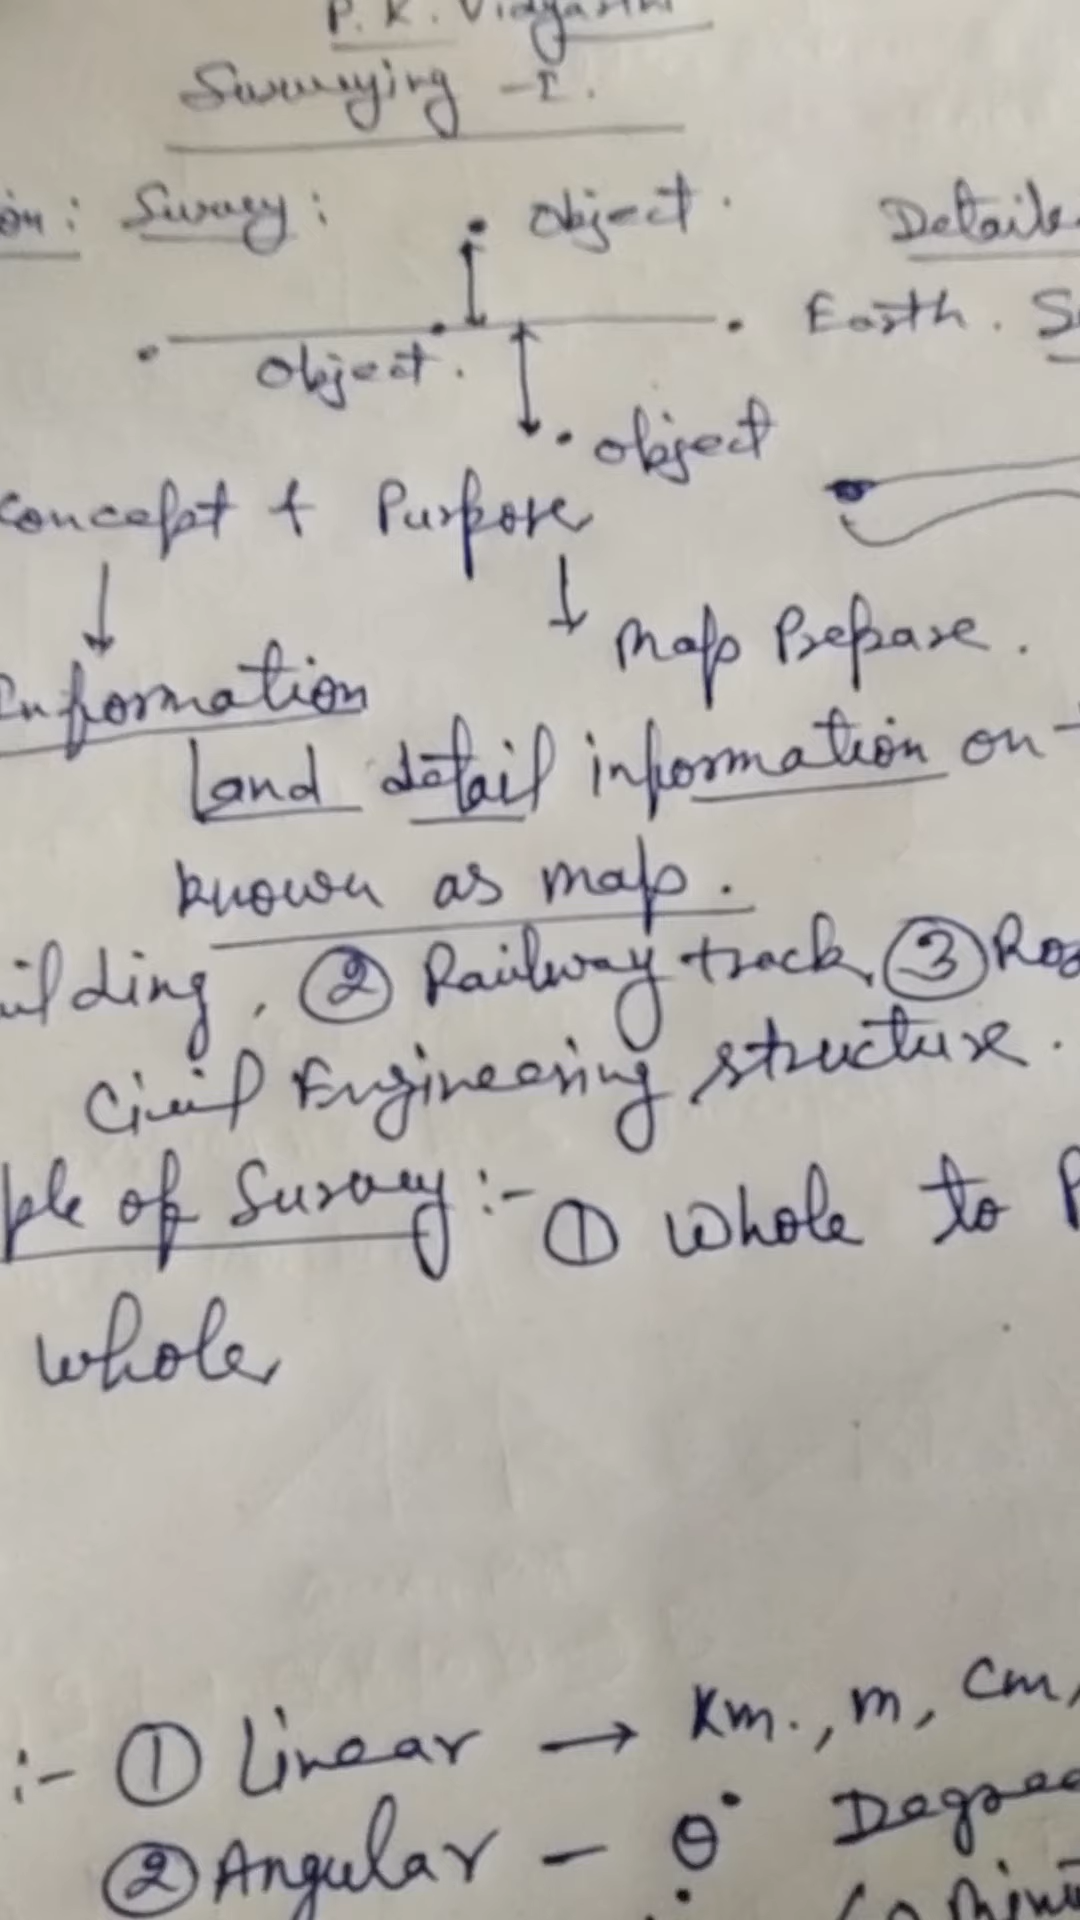 P. K. Vidyarthi
Surveying - I.
Survey : Object .
Details
Object . Earth .
Object
Concept + Purpose
Map Prepare .
Information
Land detail information on
known as map .
② Railway track, ③
Civil Engineering structure .
of Survey :- ① Whole to
whole
:- ① Linear → Km., m, cm,
② Angular - θ° Degree